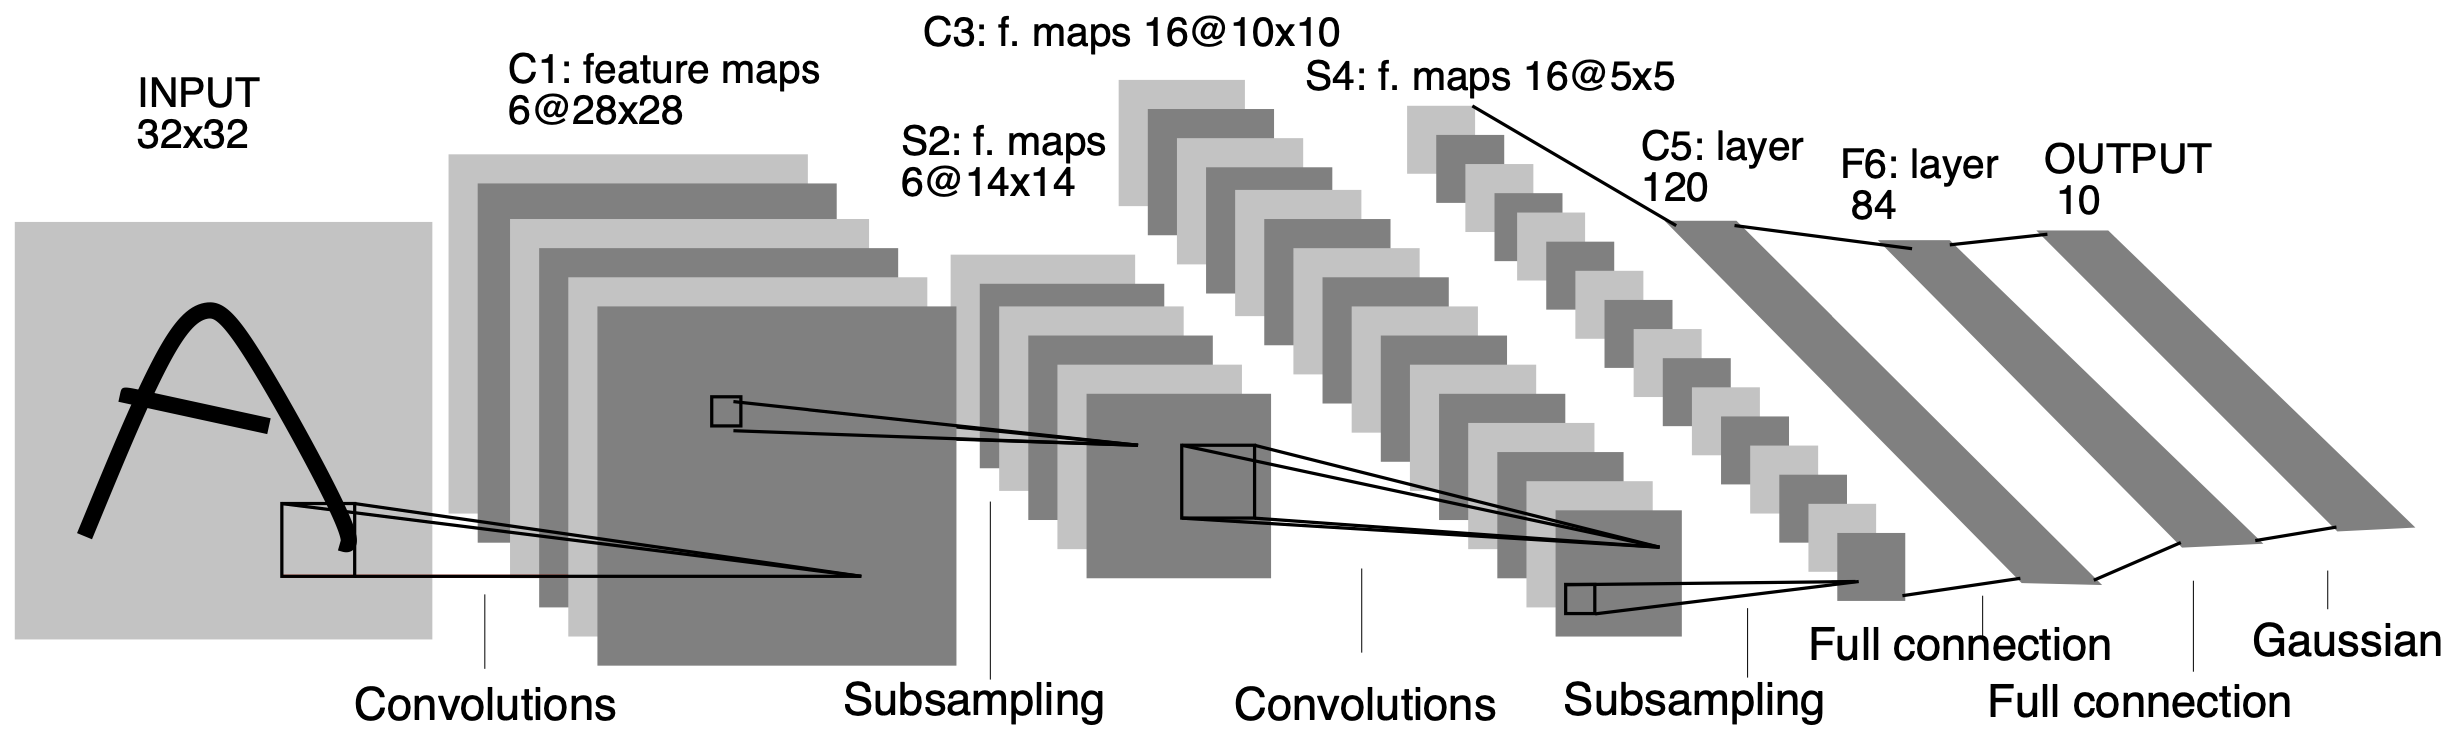 INPUT
32x32
C1: feature maps
6@28x28
S2: f. maps
6@14x14
C3: f. maps 16@10x10
S4: f. maps 16@5x5
C5: layer
120
F6: layer
84
OUTPUT
10
Convolutions
Subsampling
Convolutions
Subsampling
Full connection
Full connection
Gaussian
A